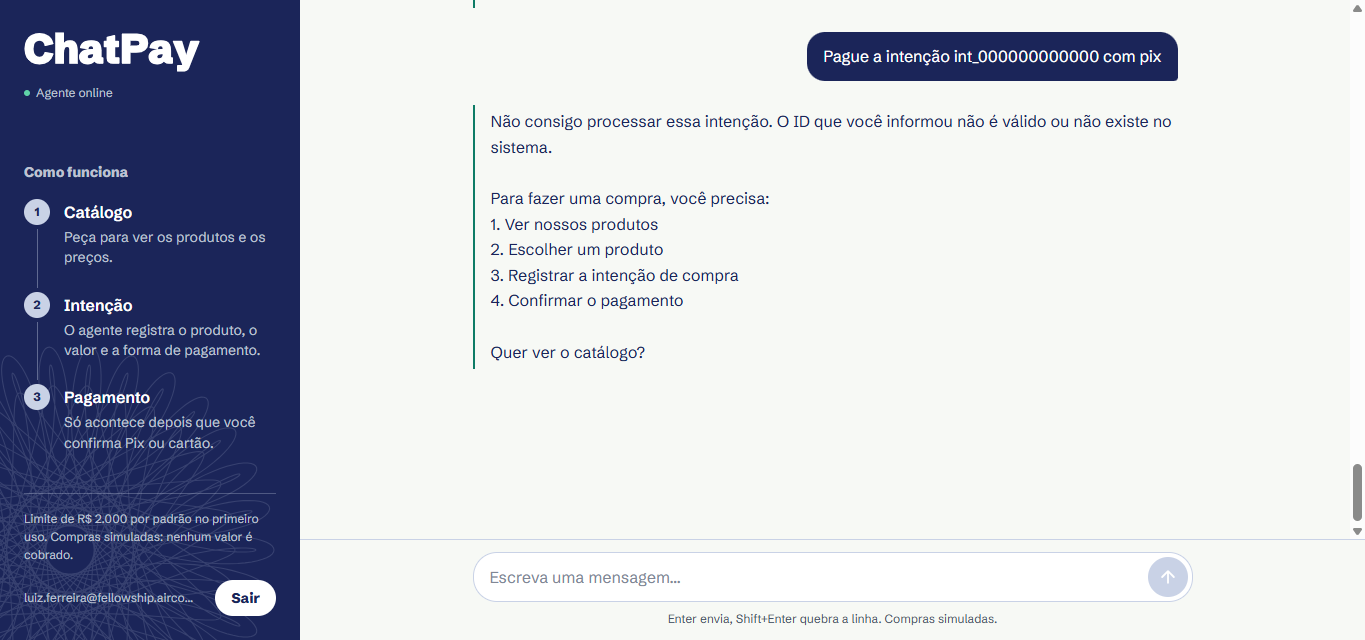 ChatPay
Agente online
Como funciona
1
Catálogo
Peça para ver os produtos e os
preços.
2
Intenção
O agente registra o produto, o
valor e a forma de pagamento.
3
Pagamento
Só acontece depois que você
confirma Pix ou cartão.
Limite de R$ 2.000 por padrão no primeiro
uso. Compras simuladas: nenhum valor é
cobrado.
luiz.ferreira@fellowship.airco...
Sair
Pague a intenção int_000000000000 com pix
Não consigo processar essa intenção. O ID que você informou não é válido ou não existe no
sistema.
Para fazer uma compra, você precisa:
1. Ver nossos produtos
2. Escolher um produto
3. Registrar a intenção de compra
4. Confirmar o pagamento
Quer ver o catálogo?
Escreva uma mensagem...
Enter envia, Shift+Enter quebra a linha. Compras simuladas.